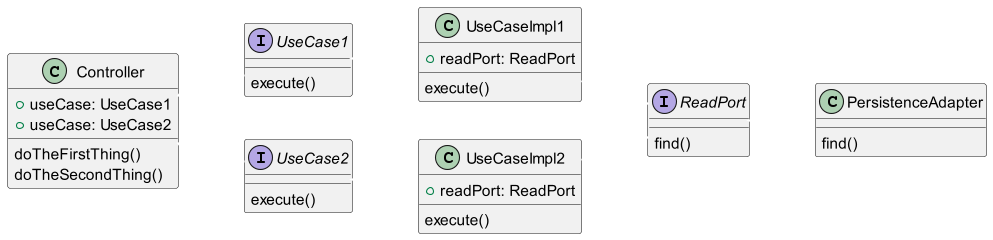 C Controller
useCase: UseCase1
useCase: UseCase2
doTheFirstThing()
doTheSecondThing()
I UseCase1
execute()
I UseCase2
execute()
C UseCaseImpl1
readPort: ReadPort
execute()
C UseCaseImpl2
readPort: ReadPort
execute()
I ReadPort
find()
C PersistenceAdapter
find()